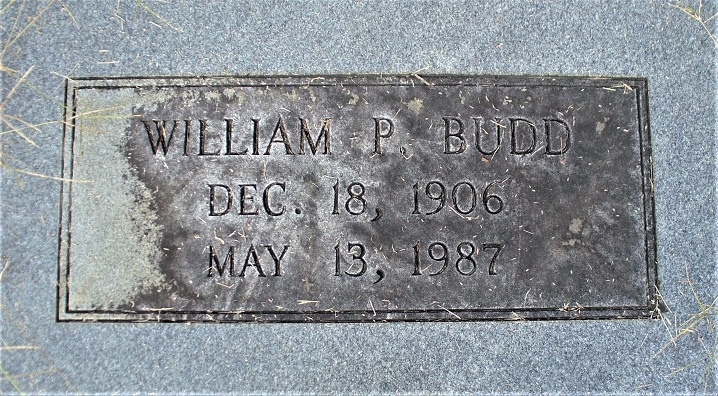 WILLIAM P. BUDD
DEC. 18, 1906
MAY 13, 1987